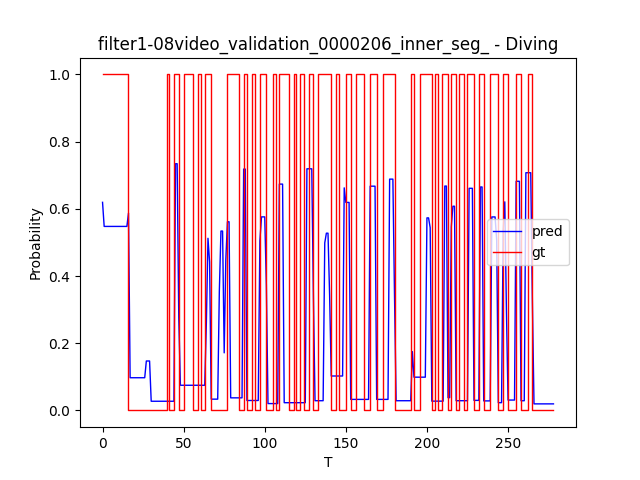 filter1-08video_validation_0000206_inner_seg_ - Diving
1.0
0.8
0.6
0.4
0.2
0.0
Probability
pred
gt
0 50 100 150 200 250
T